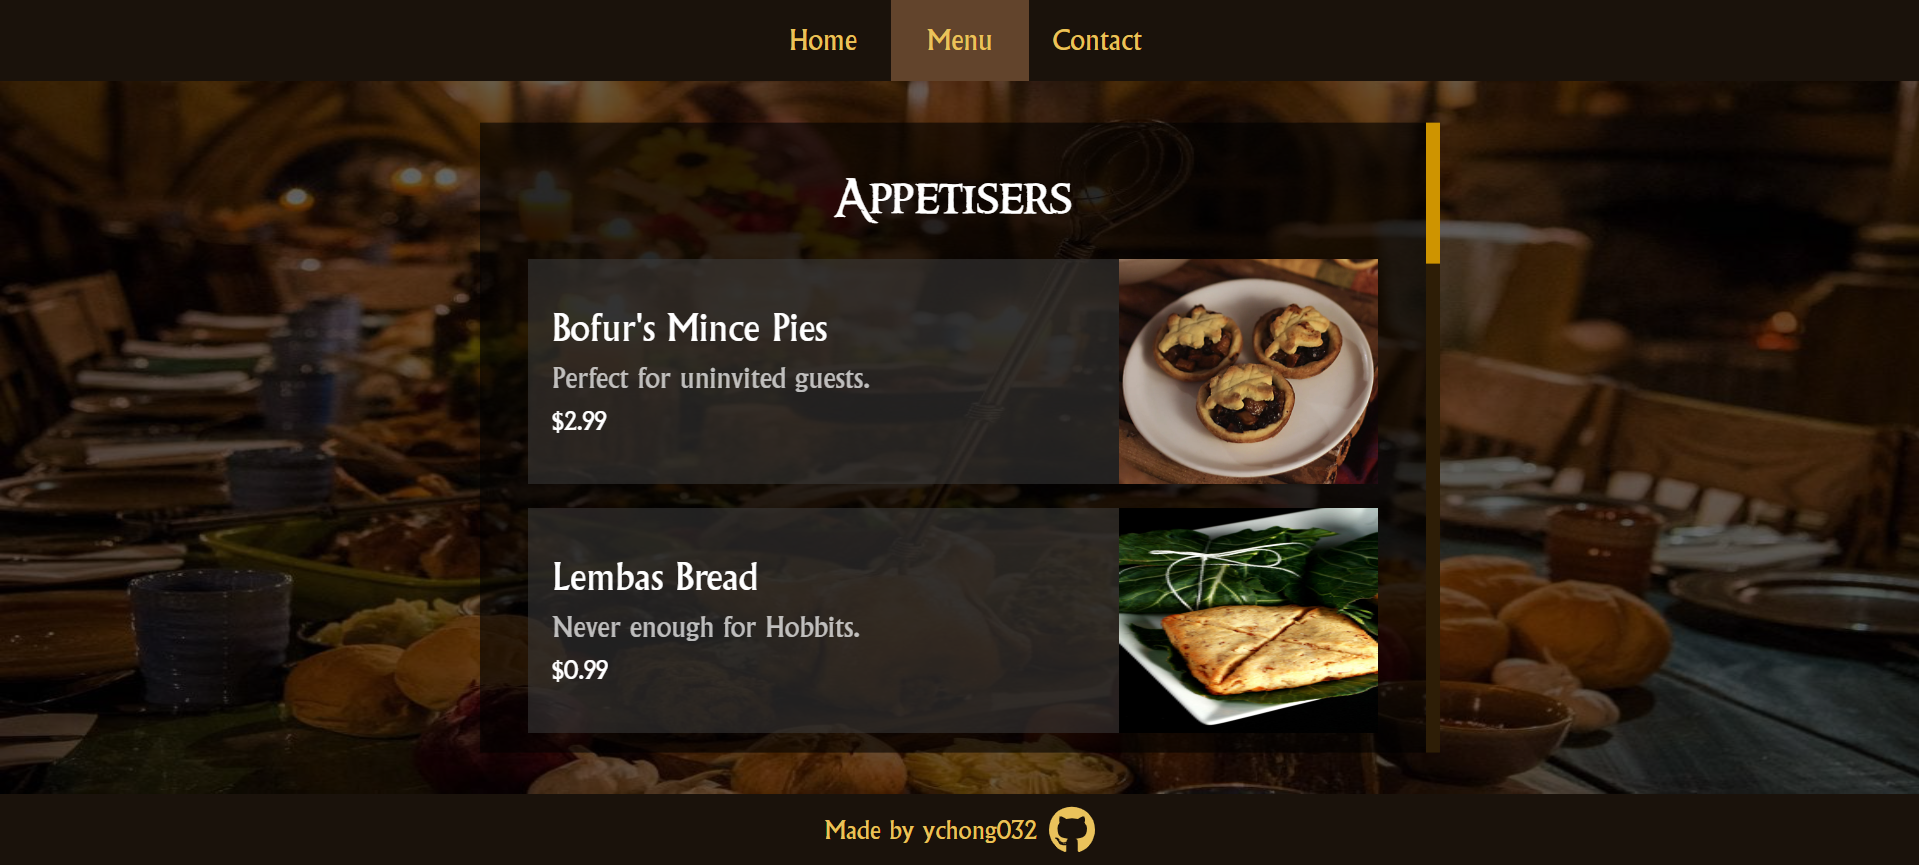 Home Menu Contact
Appetisers
Bofur's Mince Pies
Perfect for uninvited guests.
$2.99
Lembas Bread
Never enough for Hobbits.
$0.99
Made by ychong032